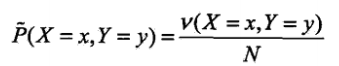 P̃(X = x, Y = y) = ν(X = x, Y = y) / N